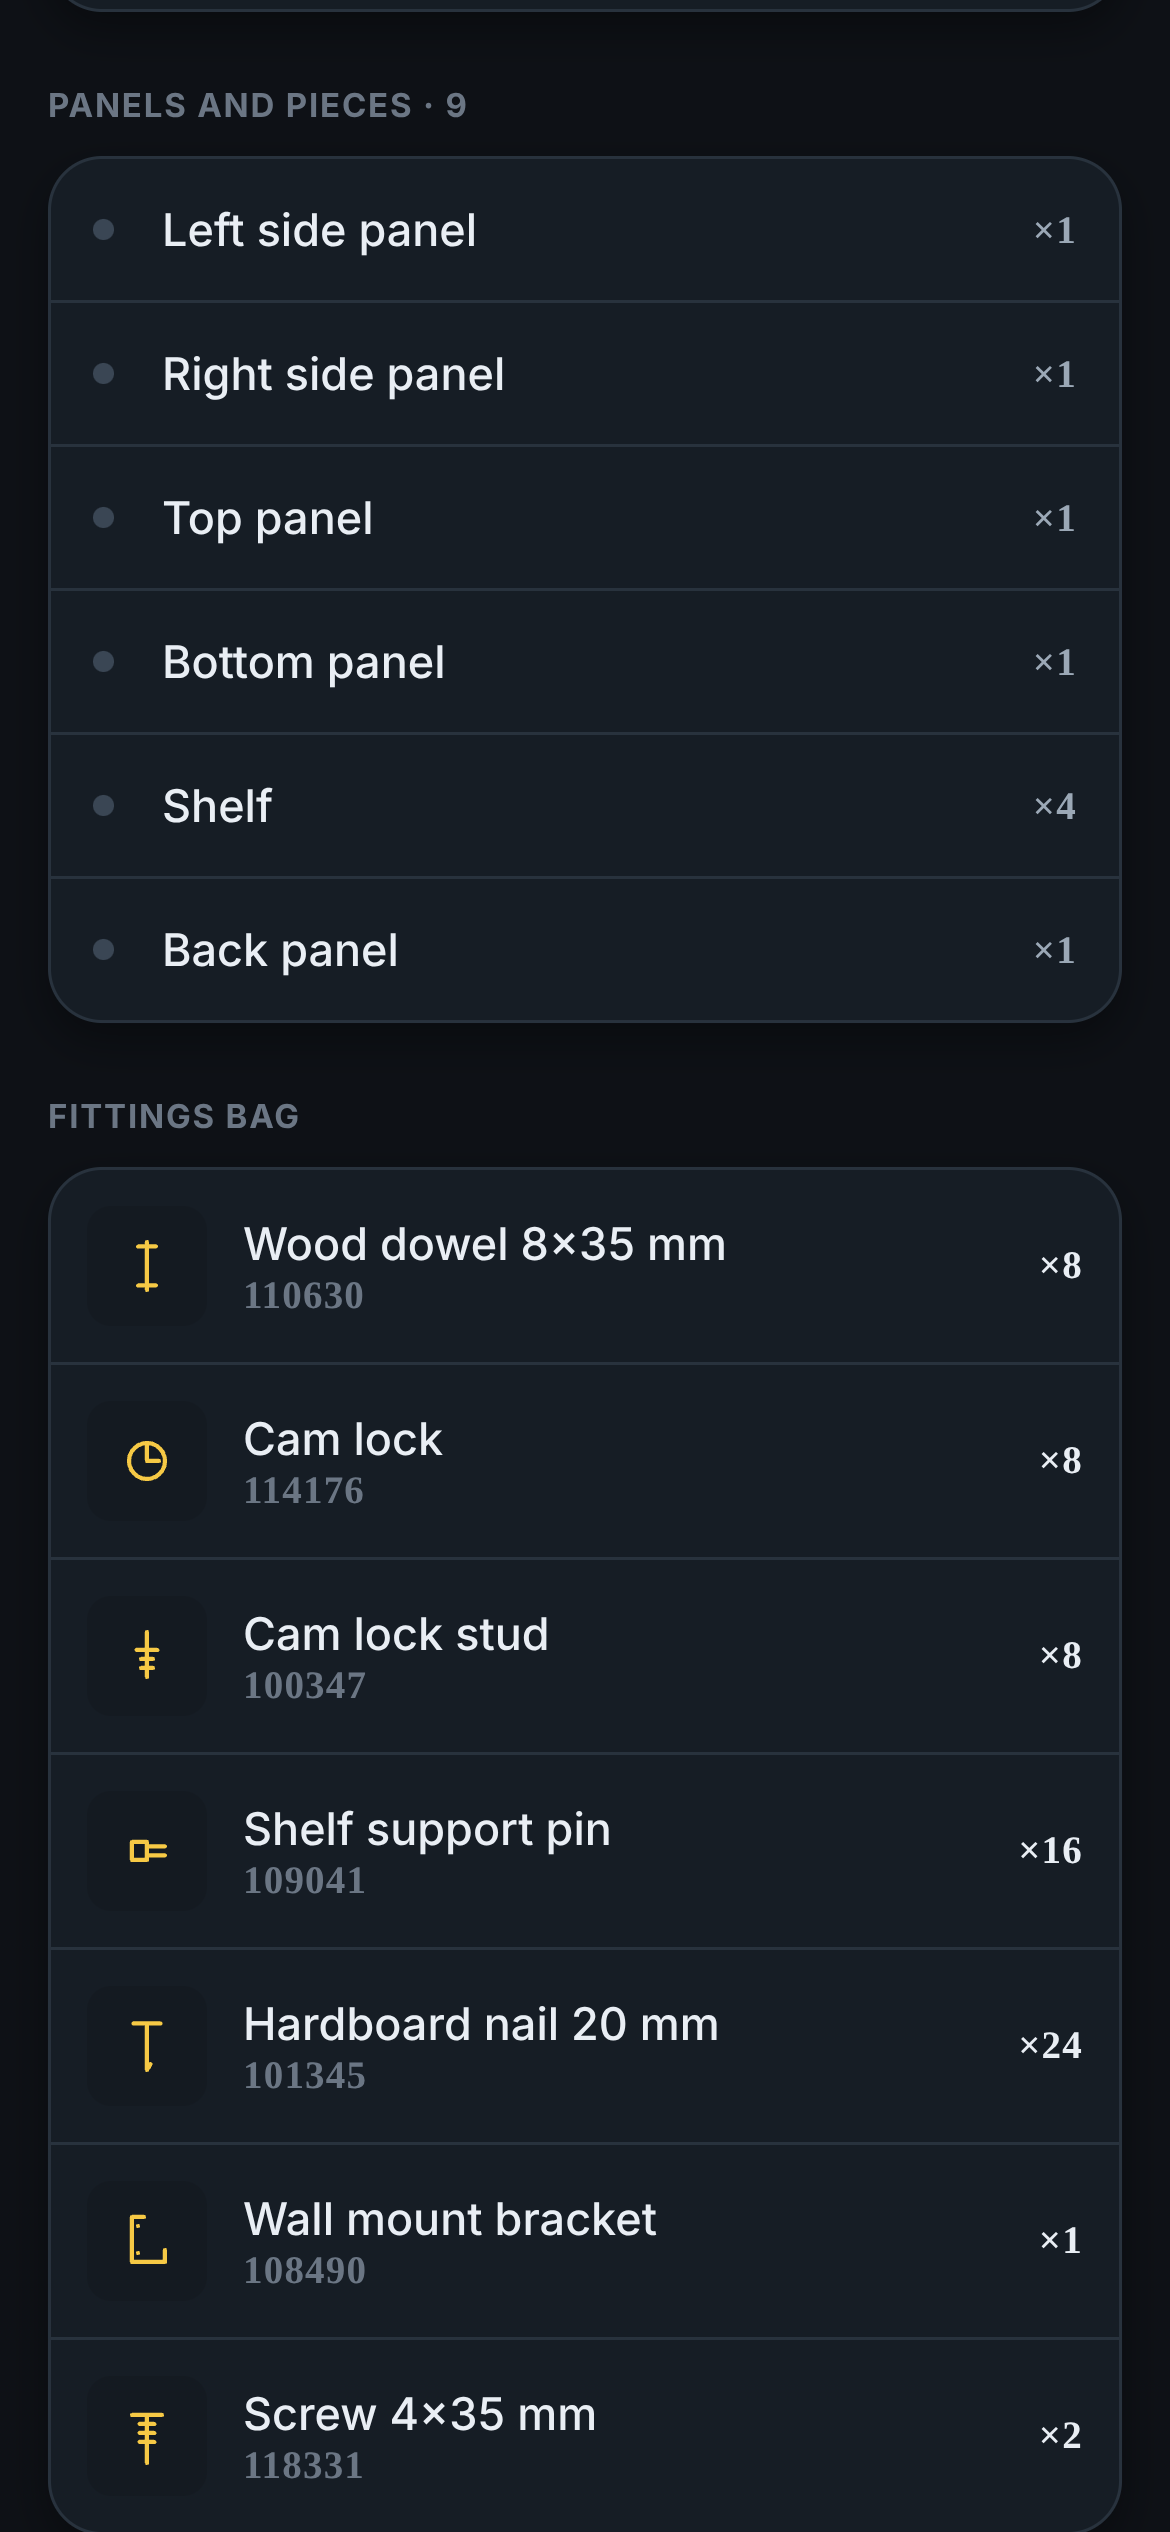 PANELS AND PIECES · 9
Left side panel ×1
Right side panel ×1
Top panel ×1
Bottom panel ×1
Shelf ×4
Back panel ×1
FITTINGS BAG
Wood dowel 8×35 mm
110630
×8
Cam lock
114176
×8
Cam lock stud
100347
×8
Shelf support pin
109041
×16
Hardboard nail 20 mm
101345
×24
Wall mount bracket
108490
×1
Screw 4×35 mm
118331
×2